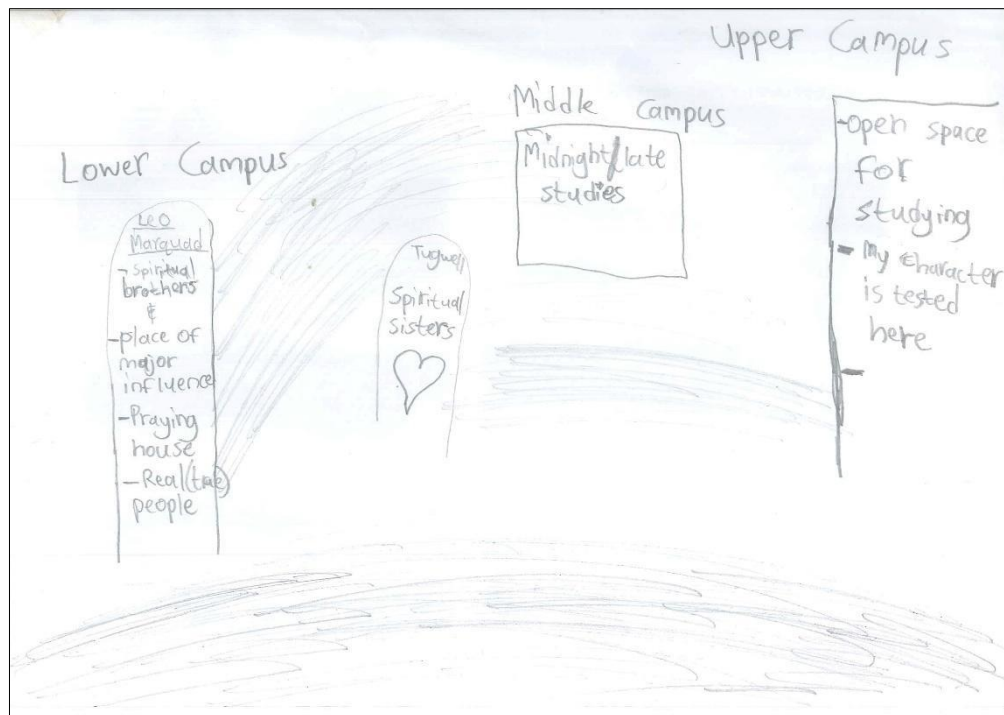 Upper Campus
Middle Campus
Lower Campus
Midnight/late
studies
-Open space
for
studying
- My character
is tested
here
-
Leo
Marquad
- Spiritual
brothers
&
-place of
major
influence
-Praying
house
-Real(true)
people
Tugwell
Spiritual
sisters